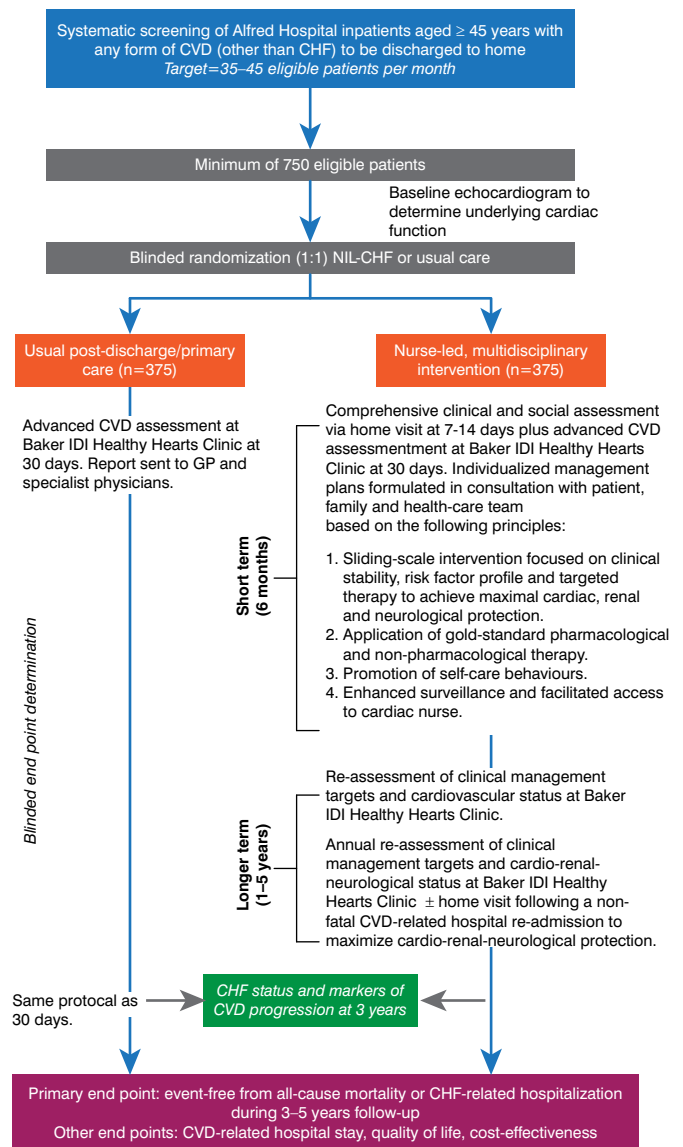 Systematic screening of Alfred Hospital inpatients aged ≥ 45 years with
any form of CVD (other than CHF) to be discharged to home
Target=35–45 eligible patients per month
Minimum of 750 eligible patients
Baseline echocardiogram to
determine underlying cardiac
function
Blinded randomization (1:1) NIL-CHF or usual care
Usual post-discharge/primary
care (n=375)
Nurse-led, multidisciplinary
intervention (n=375)
Advanced CVD assessment at
Baker IDI Healthy Hearts Clinic at
30 days. Report sent to GP and
specialist physicians.
Blinded end point determination
Short term
(6 months)
Comprehensive clinical and social assessment
via home visit at 7-14 days plus advanced CVD
assessmentment at Baker IDI Healthy Hearts
Clinic at 30 days. Individualized management
plans formulated in consultation with patient,
family and health-care team
based on the following principles:
1. Sliding-scale intervention focused on clinical
stability, risk factor profile and targeted
therapy to achieve maximal cardiac, renal
and neurological protection.
2. Application of gold-standard pharmacological
and non-pharmacological therapy.
3. Promotion of self-care behaviours.
4. Enhanced surveillance and facilitated access
to cardiac nurse.
Longer term
(1–5 years)
Re-assessment of clinical management
targets and cardiovascular status at Baker
IDI Healthy Hearts Clinic.
Annual re-assessment of clinical
management targets and cardio-renal-
neurological status at Baker IDI Healthy
Hearts Clinic ± home visit following a non-
fatal CVD-related hospital re-admission to
maximize cardio-renal-neurological protection.
Same protocal as
30 days.
CHF status and markers of
CVD progression at 3 years
Primary end point: event-free from all-cause mortality or CHF-related hospitalization
during 3–5 years follow-up
Other end points: CVD-related hospital stay, quality of life, cost-effectiveness